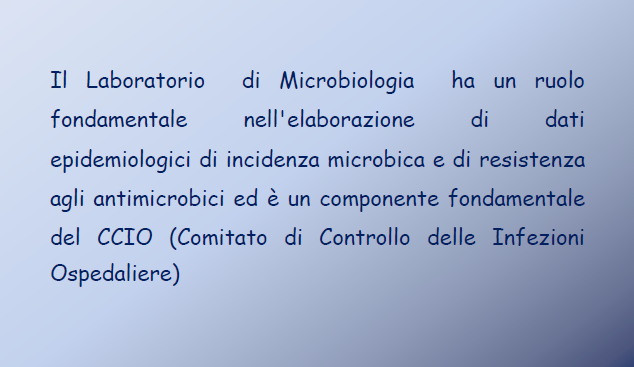 Il Laboratorio di Microbiologia ha un ruolo
fondamentale nell'elaborazione di dati
epidemiologici di incidenza microbica e di resistenza
agli antimicrobici ed è un componente fondamentale
del CCIO (Comitato di Controllo delle Infezioni
Ospedaliere)